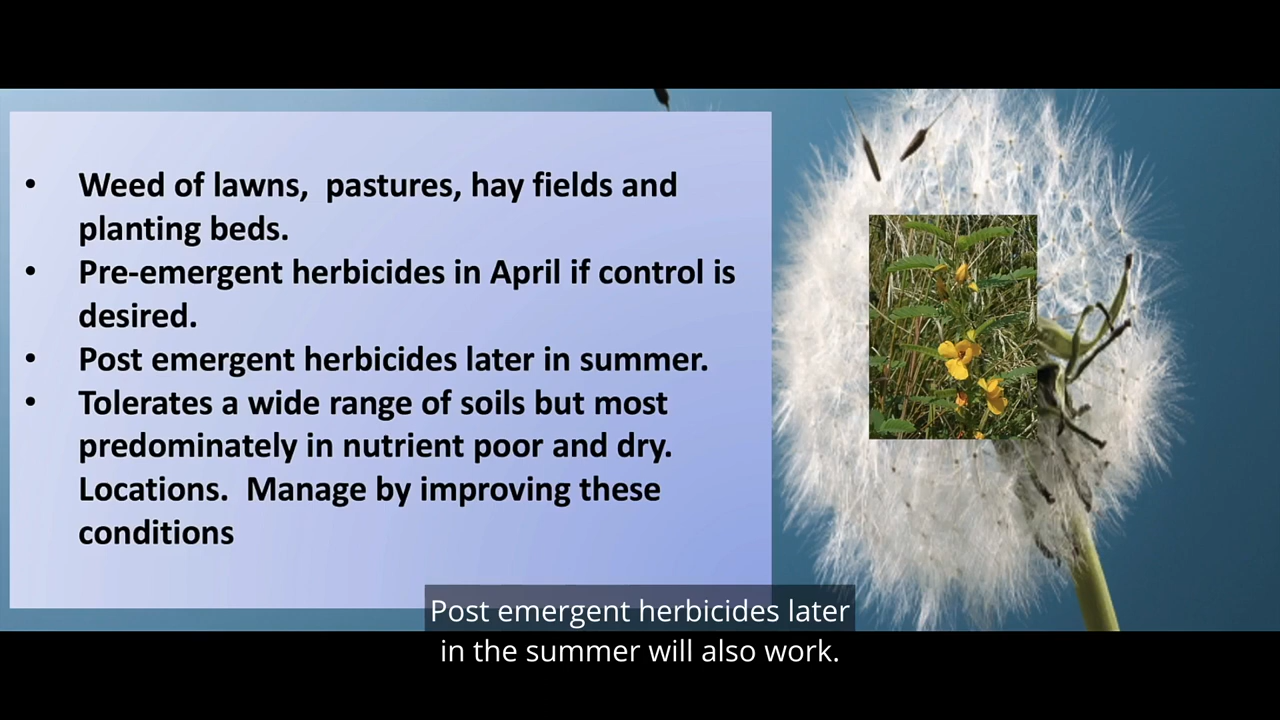 • Weed of lawns,  pastures, hay fields and
planting beds.
• Pre-emergent herbicides in April if control is
desired.
• Post emergent herbicides later in summer.
• Tolerates a wide range of soils but most
predominately in nutrient poor and dry.
Locations.  Manage by improving these
conditions
Post emergent herbicides later
in the summer will also work.